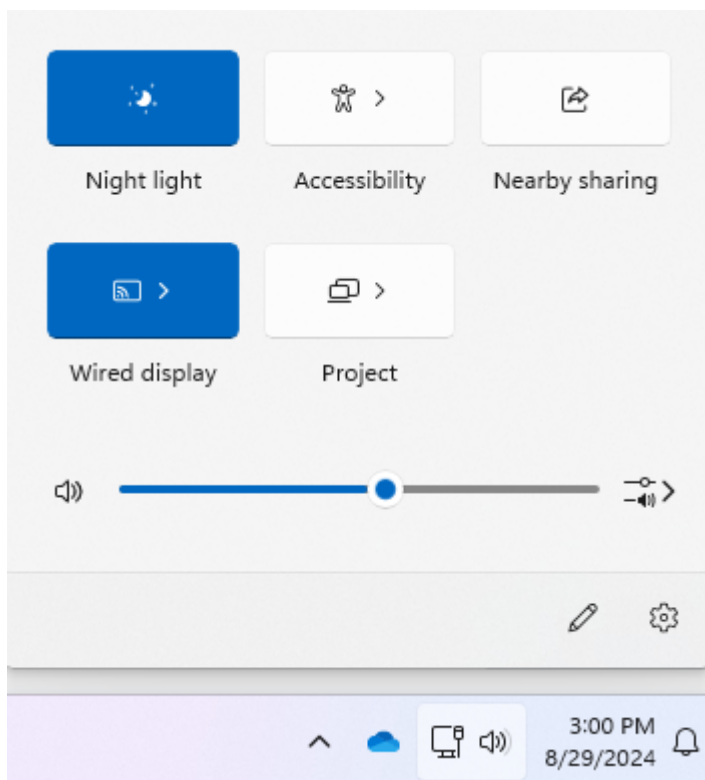 Night light
Accessibility
Nearby sharing
Wired display
Project
3:00 PM
8/29/2024